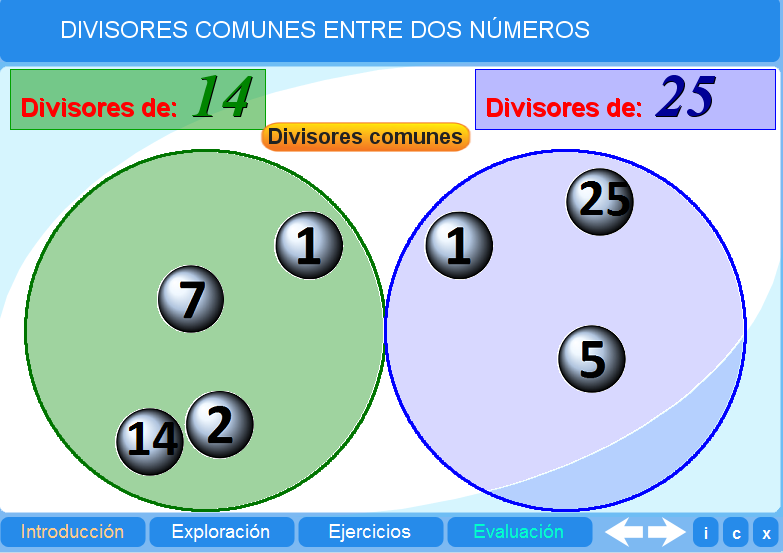 DIVISORES COMUNES ENTRE DOS NÚMEROS
Divisores de: 14
Divisores de: 25
Divisores comunes
25
1
1
7
5
2
14
Introducción
Exploración
Ejercicios
Evaluación
i
c
x